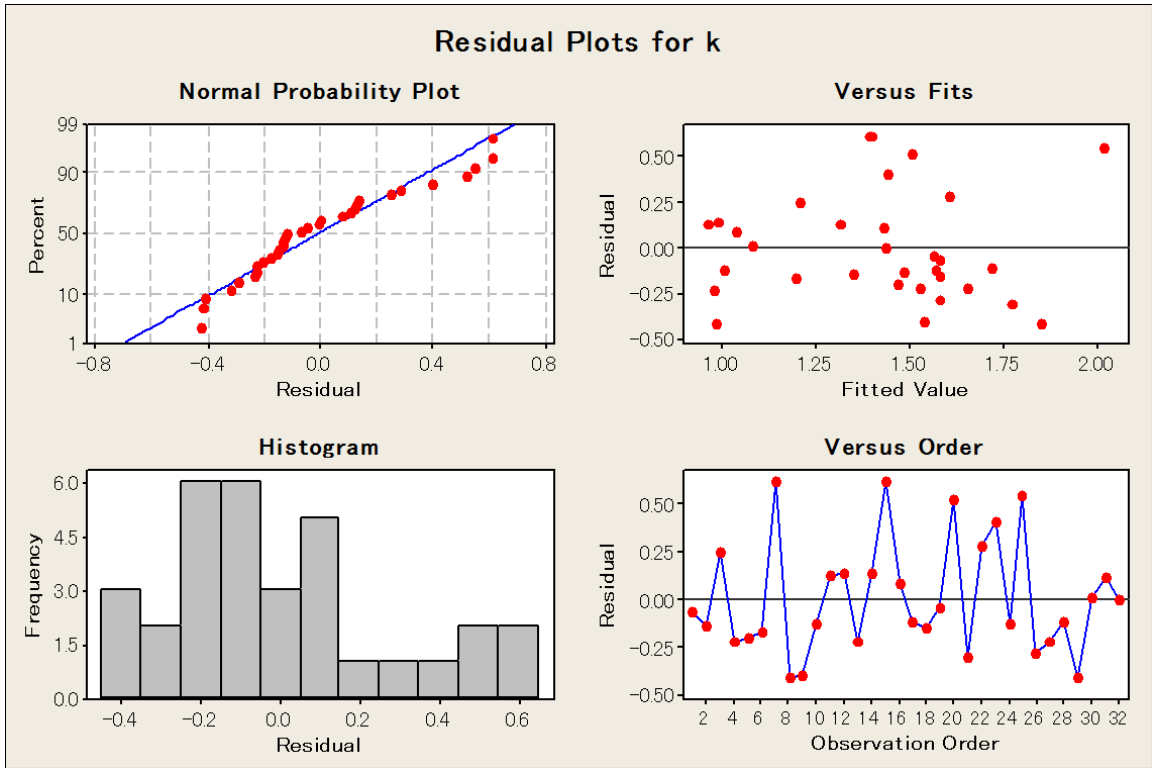 Residual Plots for k
Normal Probability Plot
99
90
50
10
1
Percent
-0.8 -0.4 0.0 0.4 0.8
Residual
Versus Fits
0.50
0.25
0.00
-0.25
-0.50
Residual
1.00 1.25 1.50 1.75 2.00
Fitted Value
Histogram
6.0
4.5
3.0
1.5
0.0
Frequency
-0.4 -0.2 0.0 0.2 0.4 0.6
Residual
Versus Order
0.50
0.25
0.00
-0.25
-0.50
Residual
2 4 6 8 10 12 14 16 18 20 22 24 26 28 30 32
Observation Order